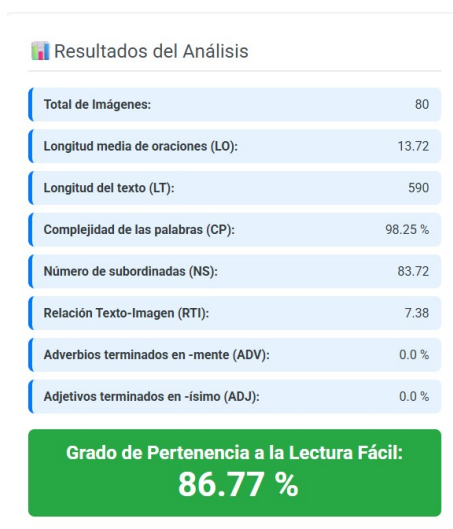 Resultados del Análisis
Total de Imágenes: 80
Longitud media de oraciones (LO): 13.72
Longitud del texto (LT): 590
Complejidad de las palabras (CP): 98.25 %
Número de subordinadas (NS): 83.72
Relación Texto-Imagen (RTI): 7.38
Adverbios terminados en -mente (ADV): 0.0 %
Adjetivos terminados en -ísimo (ADJ): 0.0 %
Grado de Pertenencia a la Lectura Fácil:
86.77 %